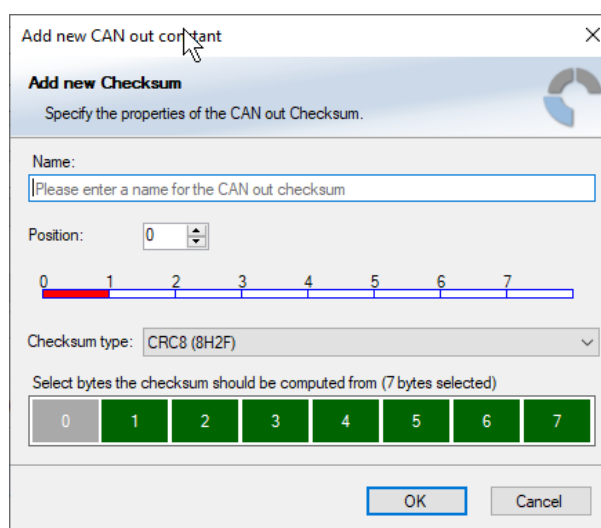 Add new CAN out constant
Add new Checksum
Specify the properties of the CAN out Checksum.
Name:
Please enter a name for the CAN out checksum
Position: 0
0 1 2 3 4 5 6 7
Checksum type: CRC8 (8H2F)
Select bytes the checksum should be computed from (7 bytes selected)
0 1 2 3 4 5 6 7
OK Cancel